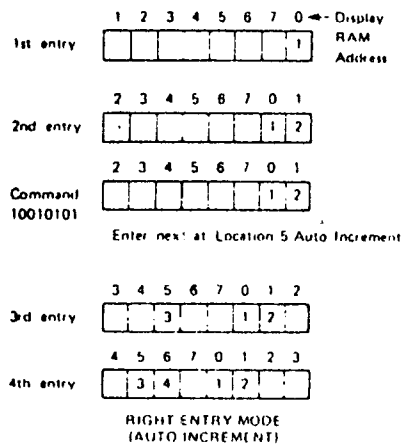 1 2 3 4 5 6 7 0 Display
1st entry 1 RAM
Address
2 3 4 5 6 7 0 1
2nd entry 1 2
2 3 4 5 6 7 0 1
Command 1 2
10010101
Enter next at Location 5 Auto Increment
3 4 5 6 7 0 1 2
3rd entry 3 1 2
4 5 6 7 0 1 2 3
4th entry 3 4 1 2
RIGHT ENTRY MODE
(AUTO INCREMENT)